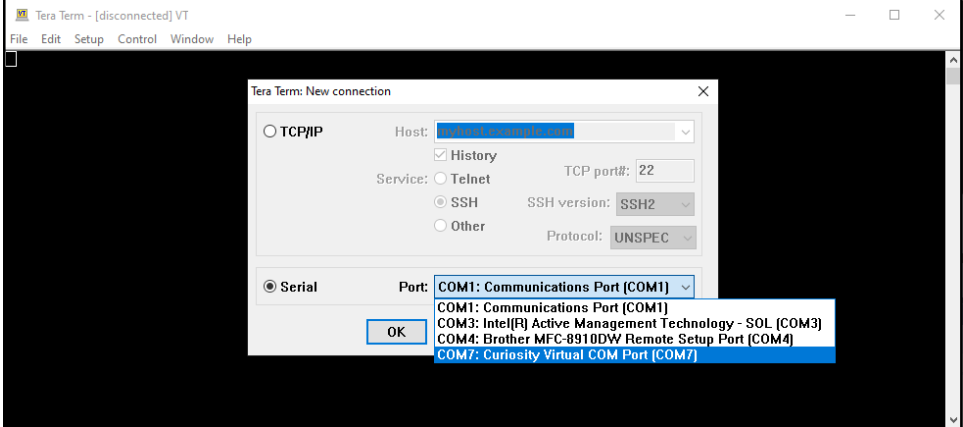 Tera Term - [disconnected] VT
File Edit Setup Control Window Help
Tera Term: New connection
TCP/IP Host: myhost.example.com
History
Service: Telnet TCP port#: 22
SSH SSH version: SSH2
Other Protocol: UNSPEC
Serial Port: COM1: Communications Port (COM1)
COM1: Communications Port (COM1)
COM3: Intel(R) Active Management Technology - SOL (COM3)
OK COM4: Brother MFC-8910DW Remote Setup Port (COM4)
COM7: Curiosity Virtual COM Port (COM7)